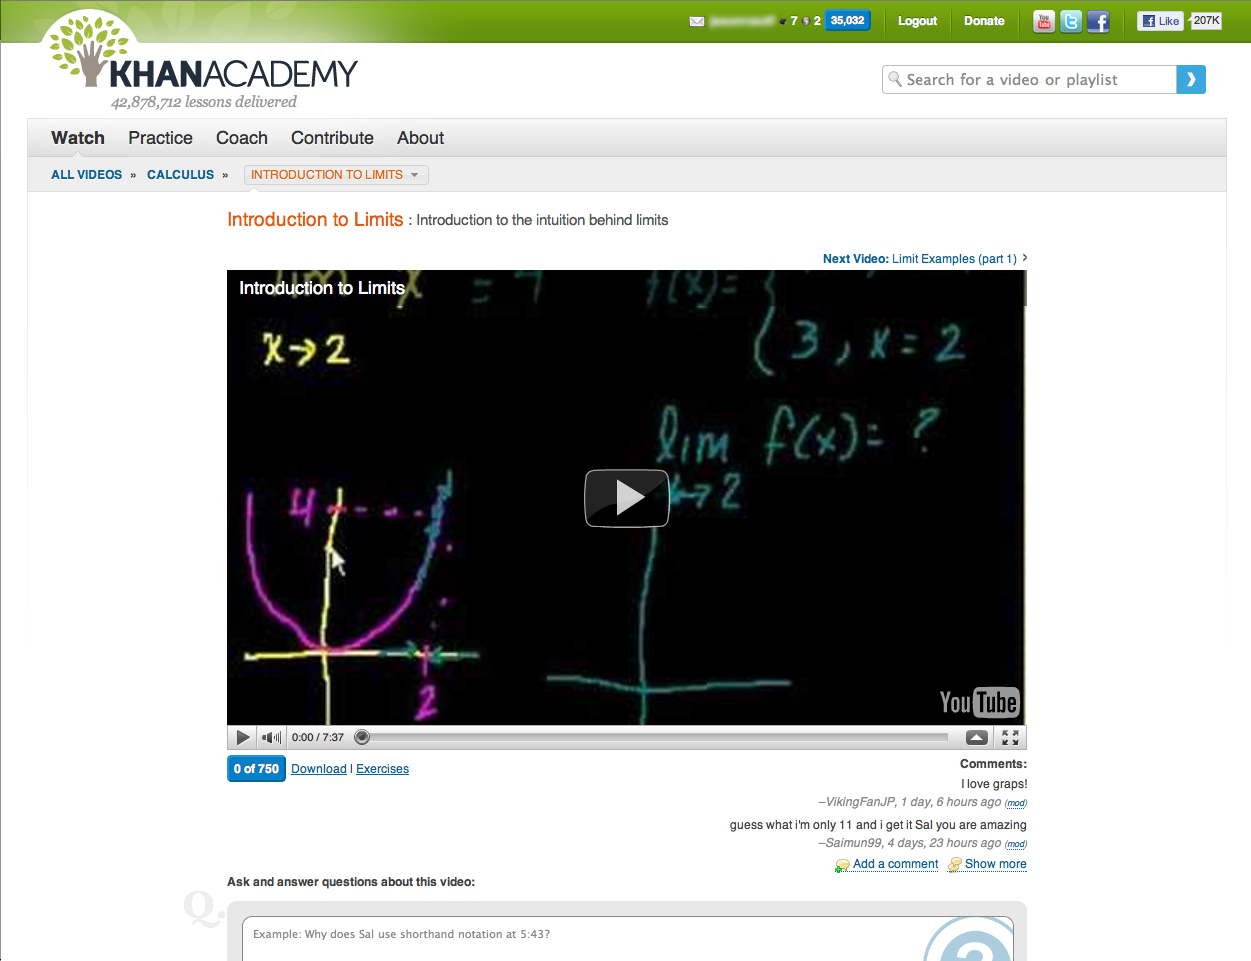 7 2 35,032 Logout Donate You Tube Like 207K
KHANACADEMY
42,878,712 lessons delivered
Search for a video or playlist
Watch Practice Coach Contribute About
ALL VIDEOS » CALCULUS » INTRODUCTION TO LIMITS
Introduction to Limits : Introduction to the intuition behind limits
Next Video: Limit Examples (part 1) ›
Introduction to Limits
f(x)=
x→2
3, x = 2
lim f(x) = ?
x→2
4
2
YouTube
0:00 / 7:37
0 of 750 Download | Exercises
Comments:
I love graps!
–VikingFanJP, 1 day, 6 hours ago (mod)
guess what i'm only 11 and i get it Sal you are amazing
–Saimun99, 4 days, 23 hours ago (mod)
Add a comment Show more
Ask and answer questions about this video:
Q.
Example: Why does Sal use shorthand notation at 5:43?